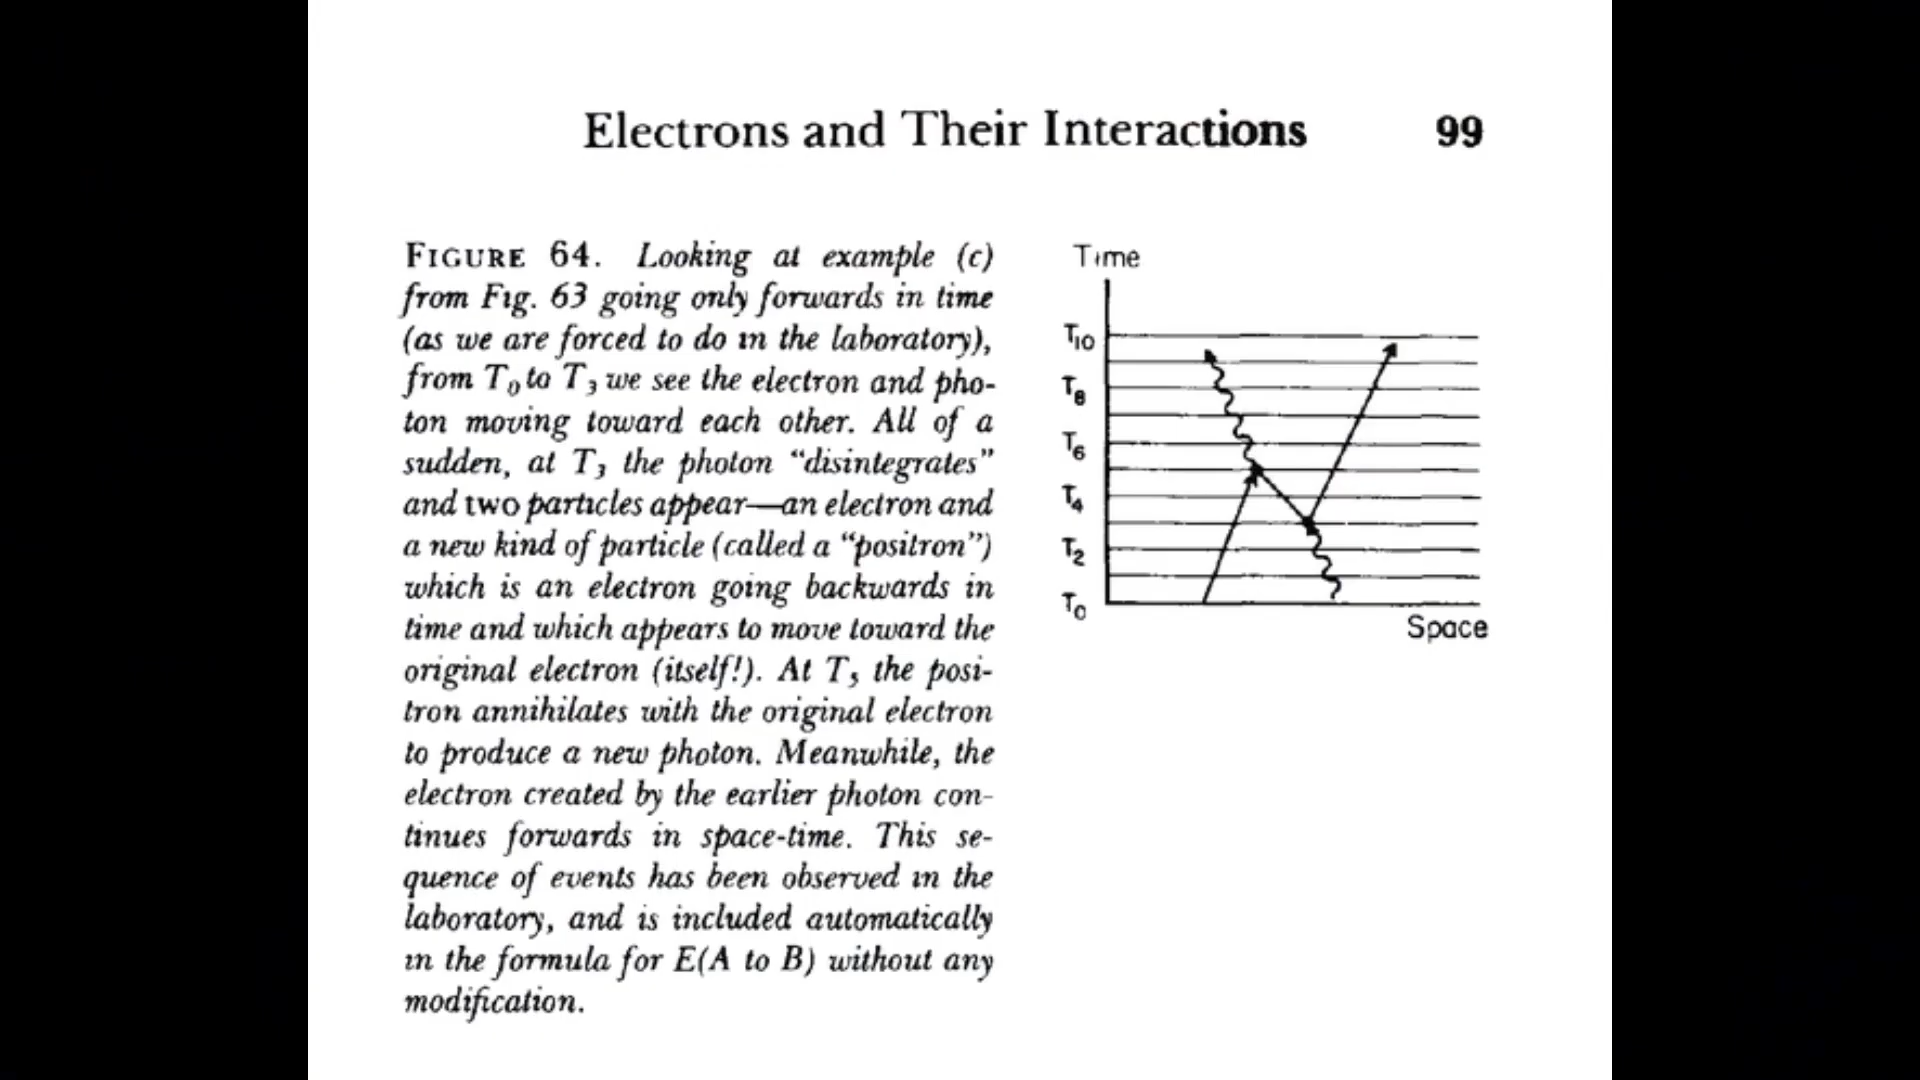 Electrons and Their Interactions 99
FIGURE 64. Looking at example (c)
from Fig. 63 going only forwards in time
(as we are forced to do in the laboratory),
from T₀ to T₃ we see the electron and pho-
ton moving toward each other. All of a
sudden, at T₃ the photon “disintegrates”
and two particles appear—an electron and
a new kind of particle (called a “positron”)
which is an electron going backwards in
time and which appears to move toward the
original electron (itself!). At T₅ the posi-
tron annihilates with the original electron
to produce a new photon. Meanwhile, the
electron created by the earlier photon con-
tinues forwards in space-time. This se-
quence of events has been observed in the
laboratory, and is included automatically
in the formula for E(A to B) without any
modification.
Time
T₁₀
T₈
T₆
T₄
T₂
T₀
Space